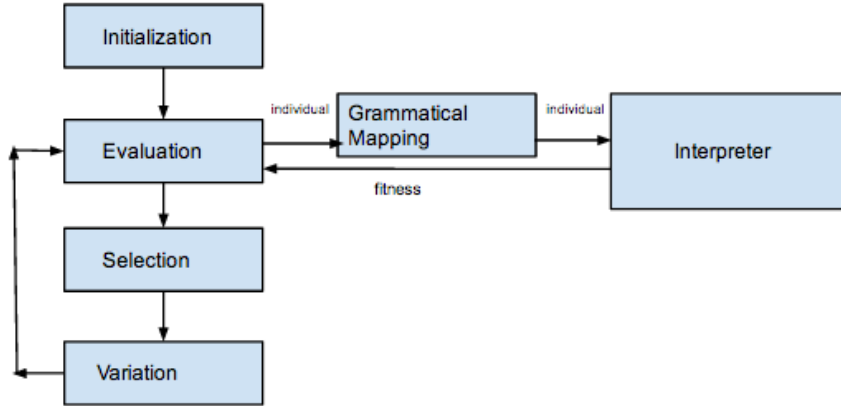 Initialization
individual
Grammatical
Mapping
individual
Evaluation
Interpreter
fitness
Selection
Variation